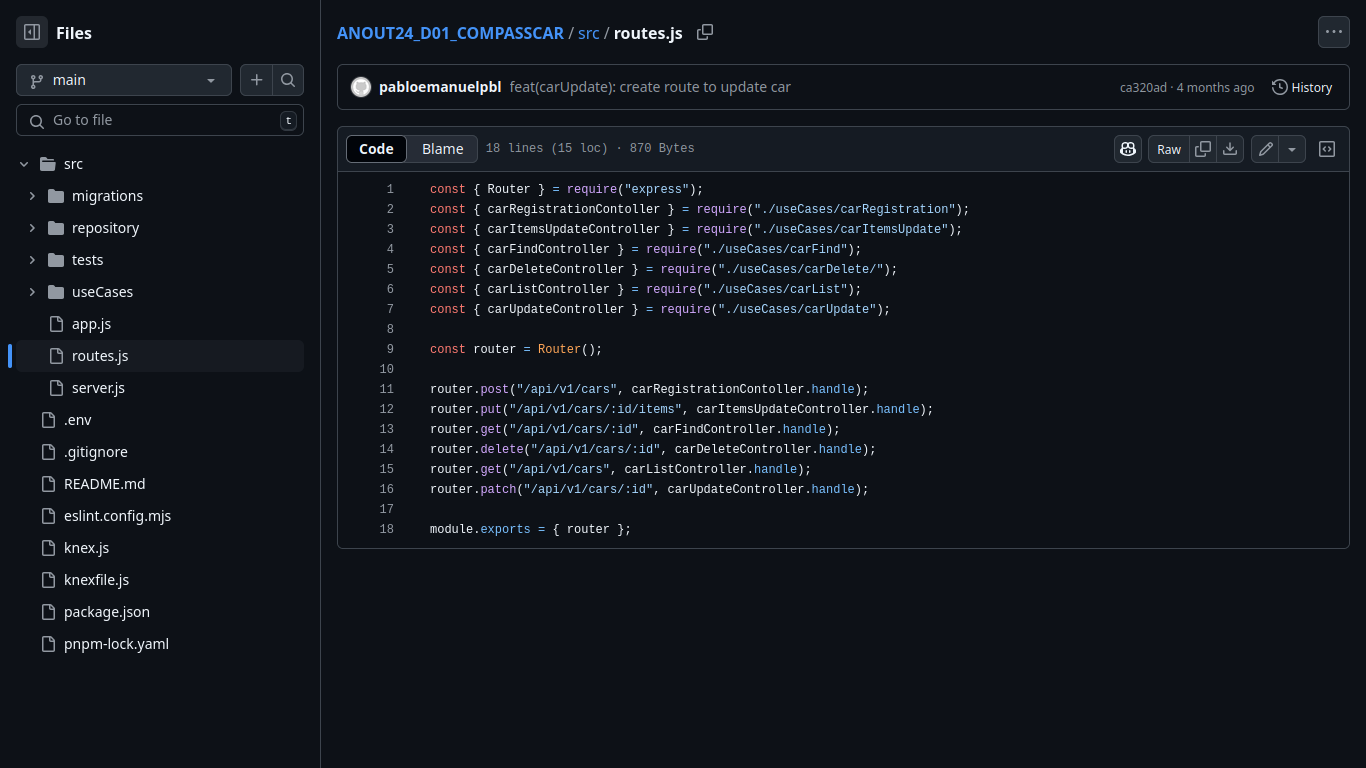 Files
main
Go to file
t
src
migrations
repository
tests
useCases
app.js
routes.js
server.js
.env
.gitignore
README.md
eslint.config.mjs
knex.js
knexfile.js
package.json
pnpm-lock.yaml
ANOUT24_D01_COMPASSCAR / src / routes.js
pabloemanuelpbl feat(carUpdate): create route to update car ca320ad · 4 months ago History
Code Blame 18 lines (15 loc) · 870 Bytes Raw
1 const { Router } = require("express");
2 const { carRegistrationContoller } = require("./useCases/carRegistration");
3 const { carItemsUpdateController } = require("./useCases/carItemsUpdate");
4 const { carFindController } = require("./useCases/carFind");
5 const { carDeleteController } = require("./useCases/carDelete/");
6 const { carListController } = require("./useCases/carList");
7 const { carUpdateController } = require("./useCases/carUpdate");
8
9 const router = Router();
10
11 router.post("/api/v1/cars", carRegistrationContoller.handle);
12 router.put("/api/v1/cars/:id/items", carItemsUpdateController.handle);
13 router.get("/api/v1/cars/:id", carFindController.handle);
14 router.delete("/api/v1/cars/:id", carDeleteController.handle);
15 router.get("/api/v1/cars", carListController.handle);
16 router.patch("/api/v1/cars/:id", carUpdateController.handle);
17
18 module.exports = { router };